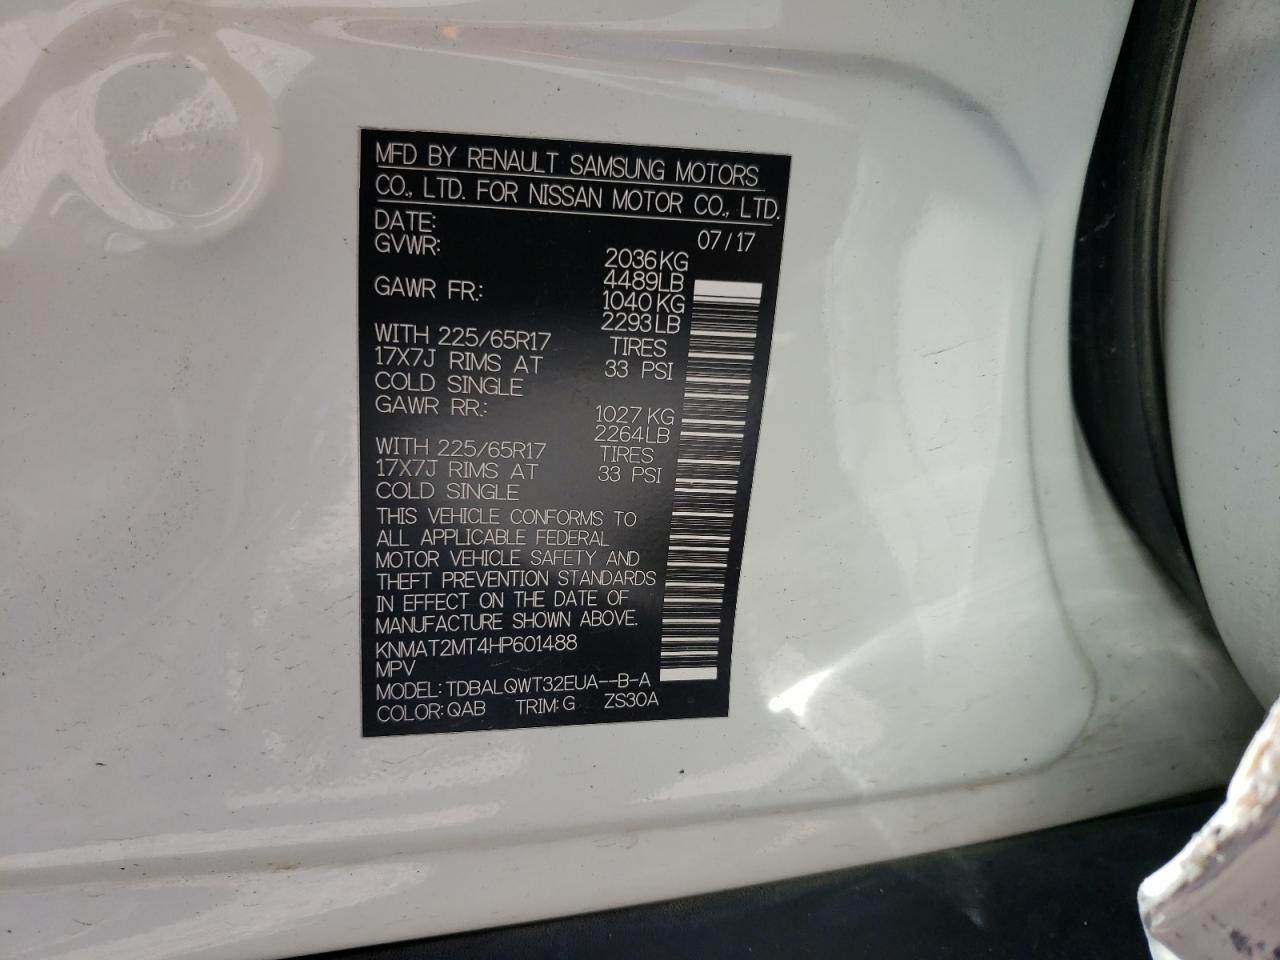 MFD BY RENAULT SAMSUNG MOTORS
CO., LTD. FOR NISSAN MOTOR CO., LTD.
DATE: 07/17
GVWR: 2036KG
4489LB
GAWR FR: 1040KG
2293LB
WITH 225/65R17 TIRES
17X7J RIMS AT 33 PSI
COLD SINGLE
GAWR RR: 1027KG
2264LB
WITH 225/65R17 TIRES
17X7J RIMS AT 33 PSI
COLD SINGLE
THIS VEHICLE CONFORMS TO
ALL APPLICABLE FEDERAL
MOTOR VEHICLE SAFETY AND
THEFT PREVENTION STANDARDS
IN EFFECT ON THE DATE OF
MANUFACTURE SHOWN ABOVE.
KNMAT2MT4HP601488
MPV
MODEL: TDBALQWT32EUA--B-A
COLOR: QAB TRIM: G ZS30A